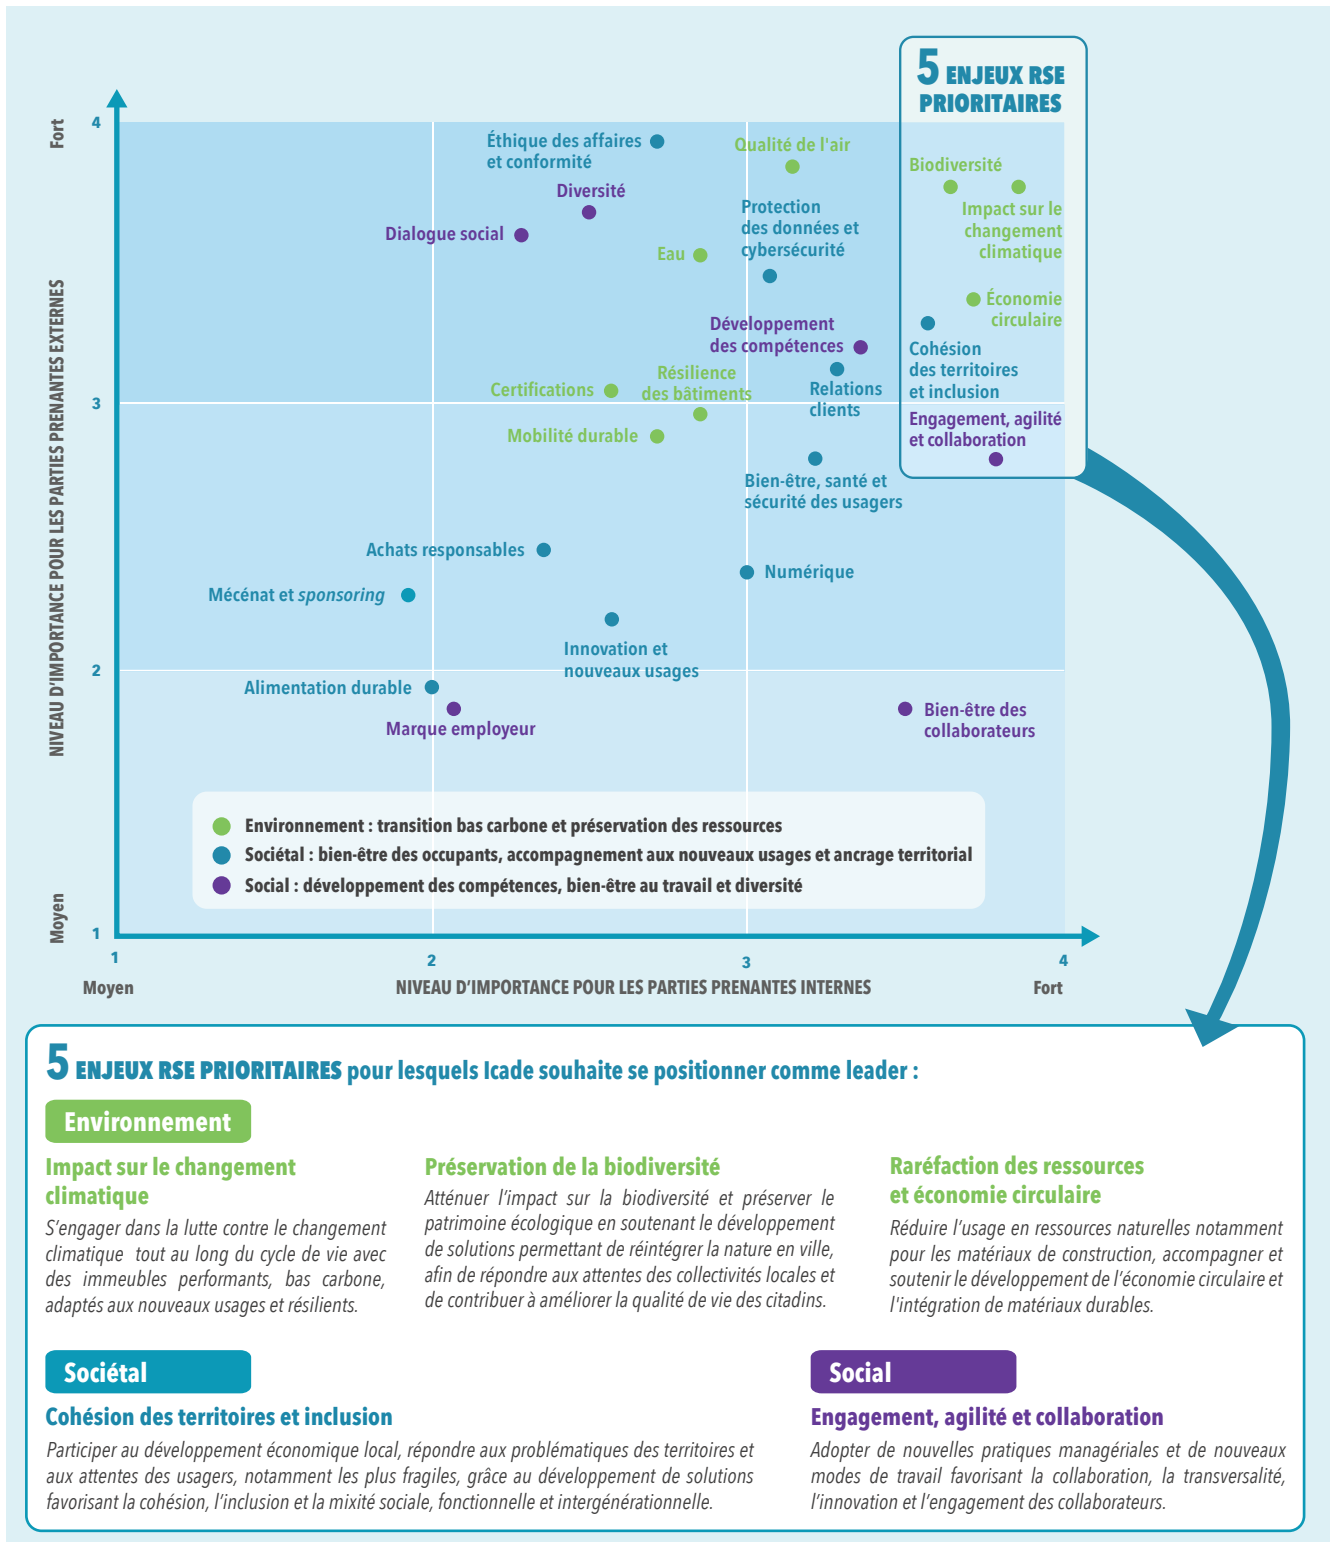 5 ENJEUX RSE
PRIORITAIRES
Fort
4
Éthique des affaires
et conformité
Qualité de l'air
Biodiversité
Diversité
Impact sur le
changement
climatique
Protection
des données et
cybersécurité
Dialogue social
Eau
Économie
circulaire
Développement
des compétences
Cohésion
des territoires
et inclusion
Résilience
des bâtiments
Certifications
Relations
clients
3
Engagement, agilité
et collaboration
Mobilité durable
Bien-être, santé et
sécurité des usagers
NIVEAU D'IMPORTANCE POUR LES PARTIES PRENANTES EXTERNES
Achats responsables
Numérique
Mécénat et sponsoring
Innovation et
nouveaux usages
2
Alimentation durable
Marque employeur
Bien-être des
collaborateurs
Environnement : transition bas carbone et préservation des ressources
Sociétal : bien-être des occupants, accompagnement aux nouveaux usages et ancrage territorial
Social : développement des compétences, bien-être au travail et diversité
Moyen
1
1
2
3
4
Moyen
NIVEAU D'IMPORTANCE POUR LES PARTIES PRENANTES INTERNES
Fort
5 ENJEUX RSE PRIORITAIRES pour lesquels Icade souhaite se positionner comme leader :
Environnement
Impact sur le changement
climatique
S'engager dans la lutte contre le changement
climatique tout au long du cycle de vie avec
des immeubles performants, bas carbone,
adaptés aux nouveaux usages et résilients.
Préservation de la biodiversité
Atténuer l'impact sur la biodiversité et préserver le
patrimoine écologique en soutenant le développement
de solutions permettant de réintégrer la nature en ville,
afin de répondre aux attentes des collectivités locales et
de contribuer à améliorer la qualité de vie des citadins.
Raréfaction des ressources
et économie circulaire
Réduire l'usage en ressources naturelles notamment
pour les matériaux de construction, accompagner et
soutenir le développement de l'économie circulaire et
l'intégration de matériaux durables.
Sociétal
Cohésion des territoires et inclusion
Participer au développement économique local, répondre aux problématiques des territoires et
aux attentes des usagers, notamment les plus fragiles, grâce au développement de solutions
favorisant la cohésion, l'inclusion et la mixité sociale, fonctionnelle et intergénérationnelle.
Social
Engagement, agilité et collaboration
Adopter de nouvelles pratiques managériales et de nouveaux
modes de travail favorisant la collaboration, la transversalité,
l'innovation et l'engagement des collaborateurs.